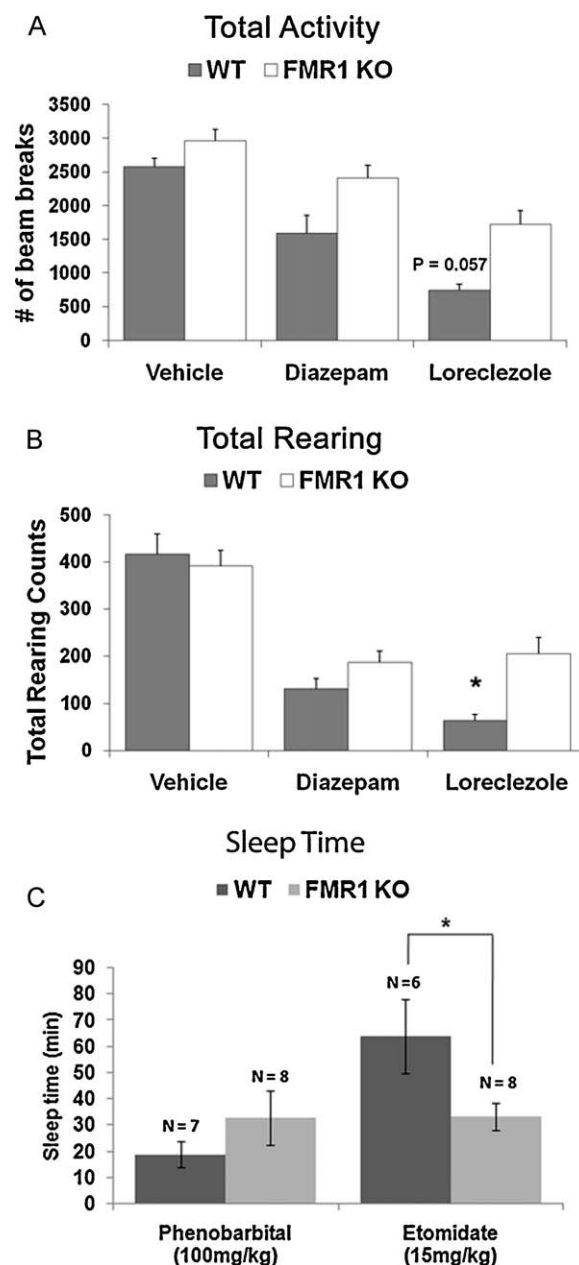 A
Total Activity
WT FMR1 KO
# of beam breaks
3500
3000
2500
2000
1500
1000
500
0
P = 0.057
Vehicle Diazepam Loreclezole
B
Total Rearing
WT FMR1 KO
Total Rearing Counts
500
400
300
200
100
0
*
Vehicle Diazepam Loreclezole
Sleep Time
C
WT FMR1 KO
Sleep time (min)
90
80
70
60
50
40
30
20
10
0
N = 7
N = 8
N=6
*
N = 8
Phenobarbital Etomidate
(100mg/kg) (15mg/kg)